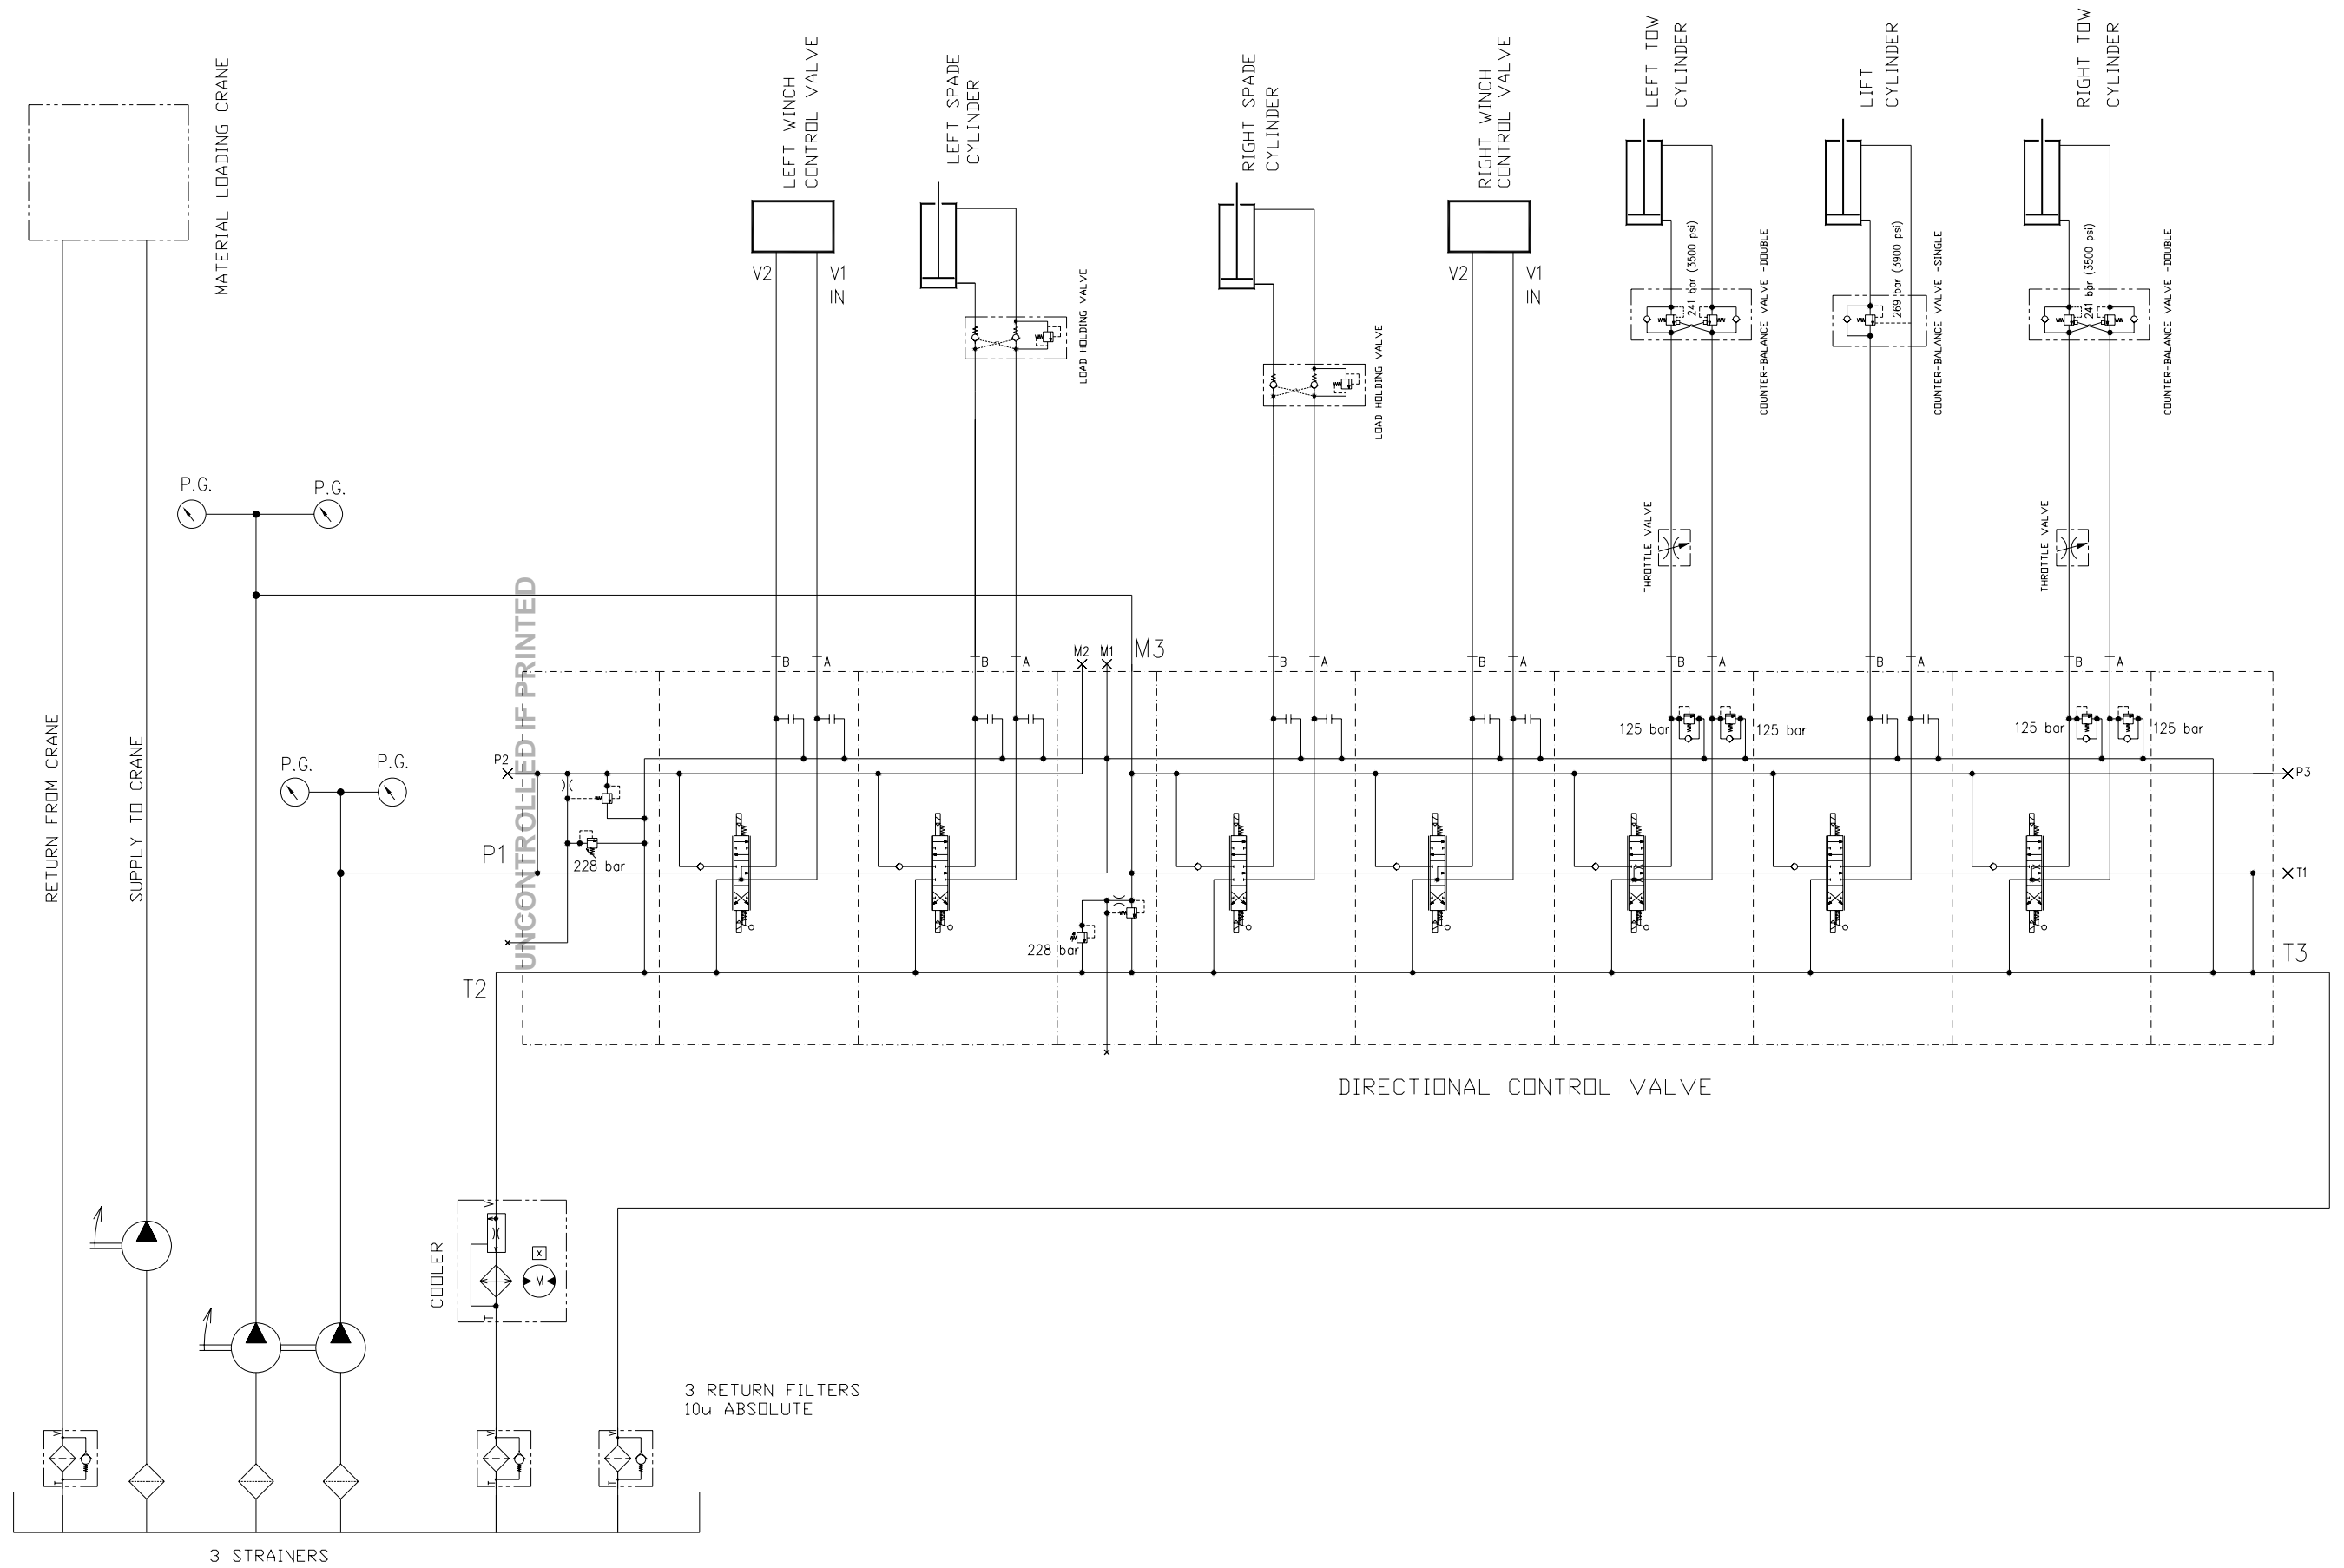 MATERIAL LOADING CRANE
LEFT WINCH
CONTROL VALVE
LEFT SPADE
CYLINDER
RIGHT SPADE
CYLINDER
RIGHT WINCH
CONTROL VALVE
LEFT TOW
CYLINDER
LIFT
CYLINDER
RIGHT TOW
CYLINDER
V2
V1
IN
LOAD HOLDING VALVE
LOAD HOLDING VALVE
V2
V1
IN
241 bar (3500 psi)
COUNTER-BALANCE VALVE -DOUBLE
269 bar (3900 psi)
COUNTER-BALANCE VALVE -SINGLE
241 bar (3500 psi)
COUNTER-BALANCE VALVE -DOUBLE
P.G.
P.G.
THROTTLE VALVE
THROTTLE VALVE
UNCONTROLLED IF PRINTED
B
A
B
A
M2
M1
M3
B
A
B
A
B
A
B
A
B
A
RETURN FROM CRANE
SUPPLY TO CRANE
P.G.
P.G.
125 bar
125 bar
125 bar
125 bar
P2
P3
P1
228 bar
T1
228 bar
T2
T3
DIRECTIONAL CONTROL VALVE
COOLER
V
X
M
T
3 RETURN FILTERS
10u ABSOLUTE
V
T
V
T
V
T
3 STRAINERS